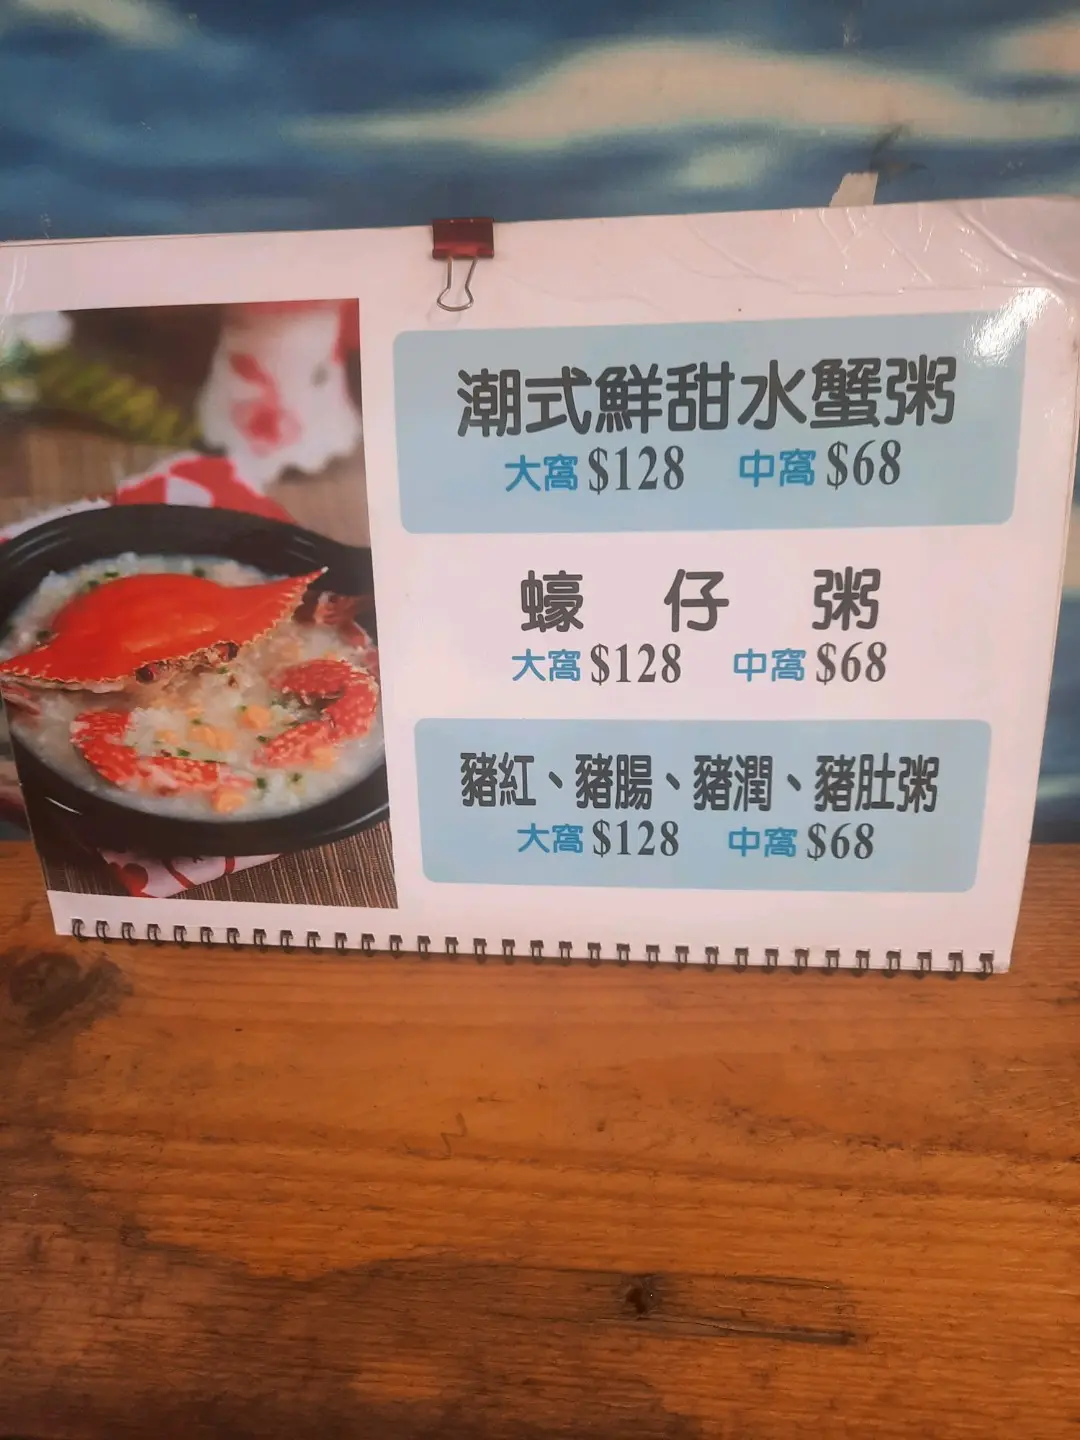 潮式鮮甜水蟹粥
大窩 $128 中窩 $68
蠔 仔 粥
大窩 $128 中窩 $68
豬紅、豬腸、豬潤、豬肚粥
大窩 $128 中窩 $68